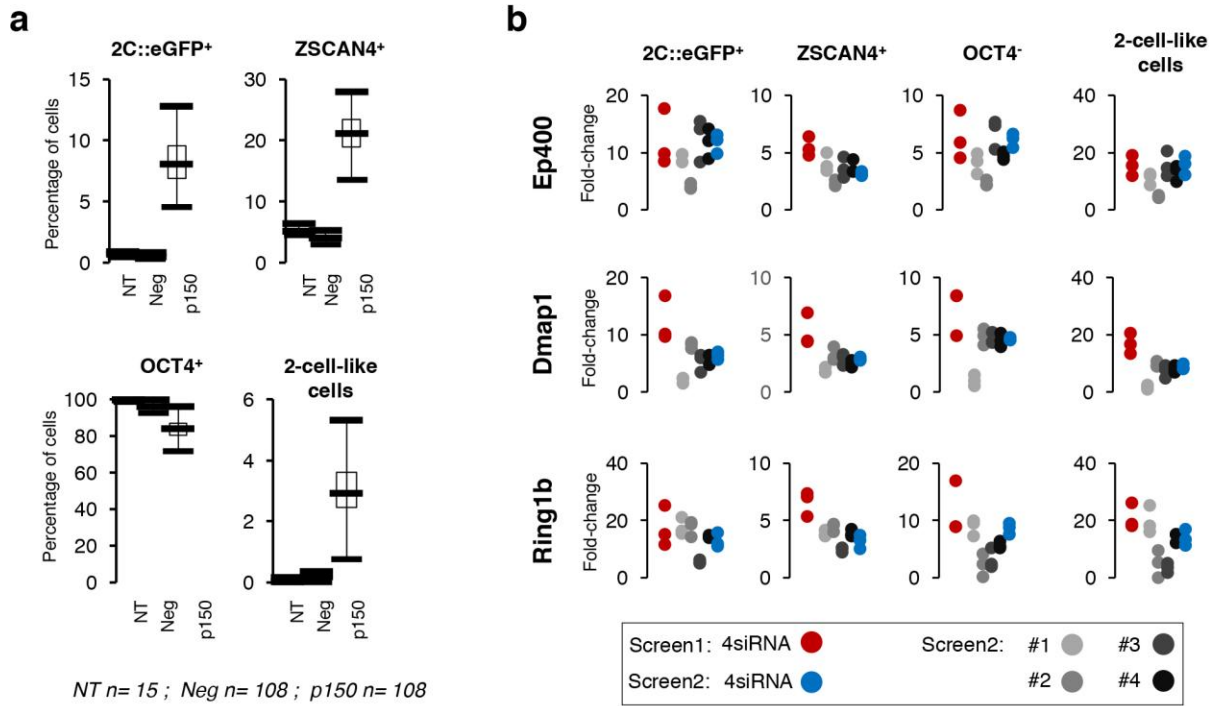 a
2C::eGFP⁺
ZSCAN4⁺
Percentage of cells
15
10
5
0
NT
Neg
p150
30
20
10
0
NT
Neg
p150
OCT4⁺
2-cell-like
cells
Percentage of cells
100
80
60
40
20
0
NT
Neg
p150
6
4
2
0
NT
Neg
p150
NT n= 15 ; Neg n= 108 ; p150 n= 108
b
2C::eGFP⁺
ZSCAN4⁺
OCT4⁻
2-cell-like
cells
Ep400
Fold-change
20
10
0
10
5
0
10
5
0
40
20
0
Dmap1
Fold-change
20
10
0
10
5
0
10
5
0
40
20
0
Ring1b
Fold-change
40
20
0
10
5
0
20
10
0
40
20
0
Screen1: 4siRNA
Screen2: #1 #3
Screen2: 4siRNA
#2 #4